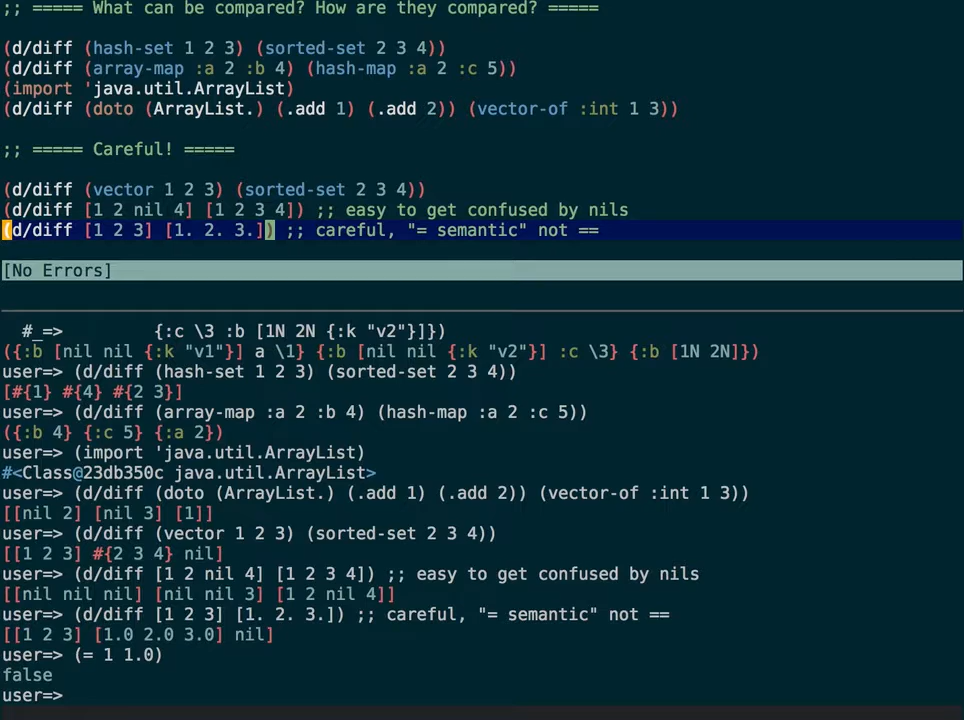 ;; ===== What can be compared? How are they compared? =====
(d/diff (hash-set 1 2 3) (sorted-set 2 3 4))
(d/diff (array-map :a 2 :b 4) (hash-map :a 2 :c 5))
(import 'java.util.ArrayList)
(d/diff (doto (ArrayList.) (.add 1) (.add 2)) (vector-of :int 1 3))
;; ===== Careful! =====
(d/diff (vector 1 2 3) (sorted-set 2 3 4))
(d/diff [1 2 nil 4] [1 2 3 4]) ;; easy to get confused by nils
(d/diff [1 2 3] [1. 2. 3.]) ;; careful, "= semantic" not ==
[No Errors]
#_=> {:c \3 :b [1N 2N {:k "v2"}]})
({:b [nil nil {:k "v1"}] a \1} {:b [nil nil {:k "v2"}] :c \3} {:b [1N 2N]})
user=> (d/diff (hash-set 1 2 3) (sorted-set 2 3 4))
[#{1} #{4} #{2 3}]
user=> (d/diff (array-map :a 2 :b 4) (hash-map :a 2 :c 5))
({:b 4} {:c 5} {:a 2})
user=> (import 'java.util.ArrayList)
#<Class@23db350c java.util.ArrayList>
user=> (d/diff (doto (ArrayList.) (.add 1) (.add 2)) (vector-of :int 1 3))
[[nil 2] [nil 3] [1]]
user=> (d/diff (vector 1 2 3) (sorted-set 2 3 4))
[[1 2 3] #{2 3 4} nil]
user=> (d/diff [1 2 nil 4] [1 2 3 4]) ;; easy to get confused by nils
[[nil nil nil] [nil nil 3] [1 2 nil 4]]
user=> (d/diff [1 2 3] [1. 2. 3.]) ;; careful, "= semantic" not ==
[[1 2 3] [1.0 2.0 3.0] nil]
user=> (= 1 1.0)
false
user=>